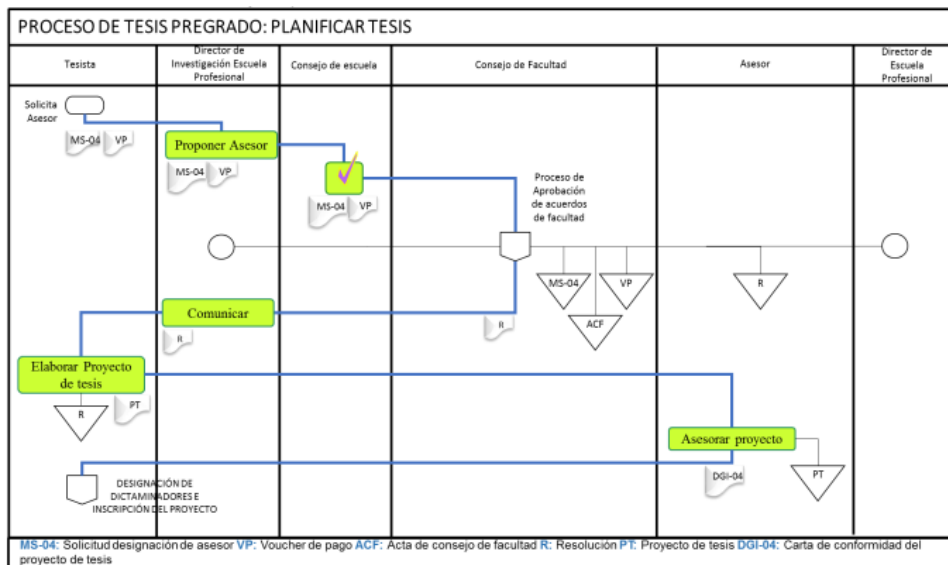 PROCESO DE TESIS PREGRADO: PLANIFICAR TESIS
Tesista
Director de
Investigación Escuela
Profesional
Consejo de escuela
Consejo de Facultad
Asesor
Director de
Escuela
Profesional
Solicita
Asesor
MS-04 VP
Proponer Asesor
MS-04 VP
MS-04 VP
Proceso de
Aprobación
de acuerdos
de facultad
MS-04
VP
ACF
R
Comunicar
R
R
Elaborar Proyecto
de tesis
R
PT
Asesorar proyecto
DGI-04
PT
DESIGNACIÓN DE
DICTAMINADORES E
INSCRIPCIÓN DEL PROYECTO
MS-04: Solicitud designación de asesor VP: Voucher de pago ACF: Acta de consejo de facultad R: Resolución PT: Proyecto de tesis DGI-04: Carta de conformidad del
proyecto de tesis